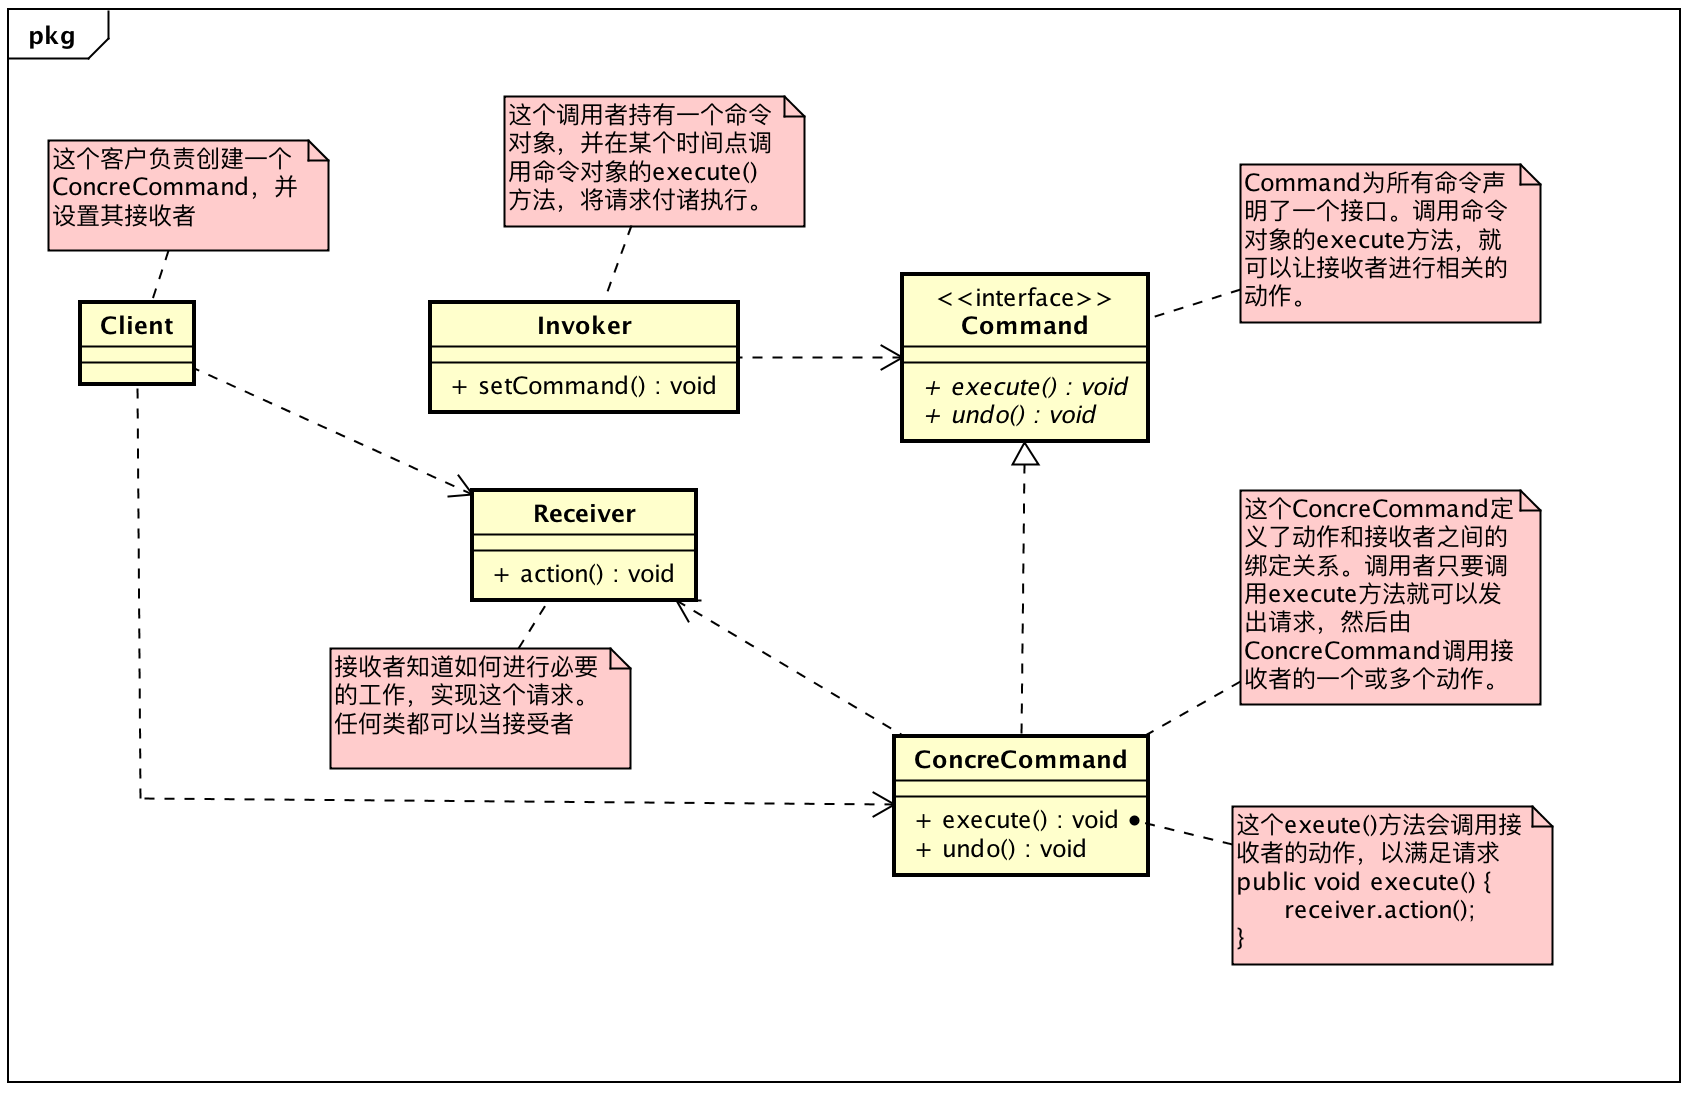 pkg
这个客户负责创建一个
ConcreCommand，并
设置其接收者
这个调用者持有一个命令
对象，并在某个时间点调
用命令对象的execute()
方法，将请求付诸执行。
Command为所有命令声
明了一个接口。调用命令
对象的execute方法，就
可以让接收者进行相关的
动作。
Client
Invoker
+ setCommand() : void
<<interface>>
Command
+ execute() : void
+ undo() : void
Receiver
+ action() : void
接收者知道如何进行必要
的工作，实现这个请求。
任何类都可以当接受者
这个ConcreCommand定
义了动作和接收者之间的
绑定关系。调用者只要调
用execute方法就可以发
出请求，然后由
ConcreCommand调用接
收者的一个或多个动作。
ConcreCommand
+ execute() : void
+ undo() : void
这个exeute()方法会调用接
收者的动作，以满足请求
public void execute() {
receiver.action();
}